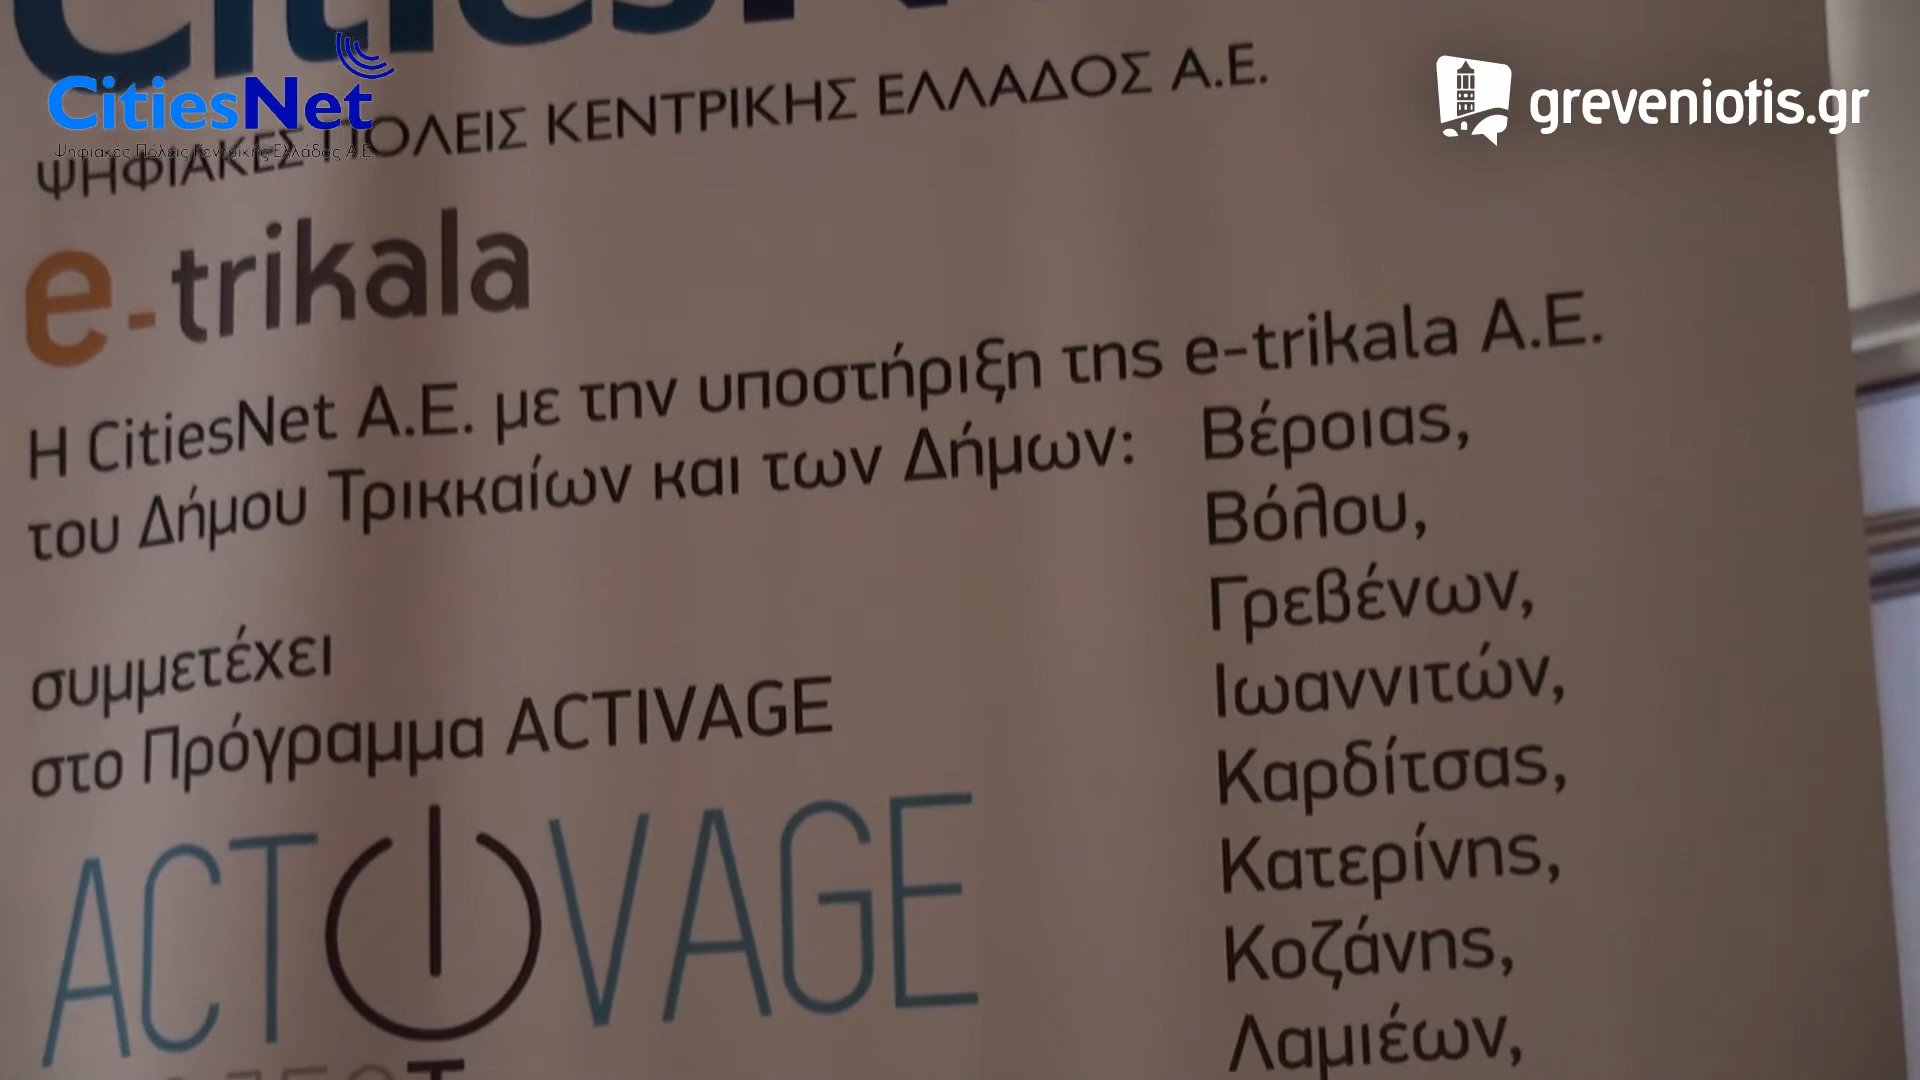 CitiesNet
Ψηφιακές Πόλεις Κεντρικής Ελλάδας Α.Ε.
greveniotis.gr
ΨΗΦΙΑΚΕΣ ΠΟΛΕΙΣ ΚΕΝΤΡΙΚΗΣ ΕΛΛΑΔΟΣ Α.Ε.
e-trikala
Η CitiesNet Α.Ε. με την υποστήριξη της e-trikala Α.Ε.
του Δήμου Τρικκαίων και των Δήμων:
Βέροιας,
Βόλου,
Γρεβένων,
Ιωαννιτών,
Καρδίτσας,
Κατερίνης,
Κοζάνης,
Λαμιέων,
συμμετέχει
στο Πρόγραμμα ACTIVAGE
ACTIVAGE